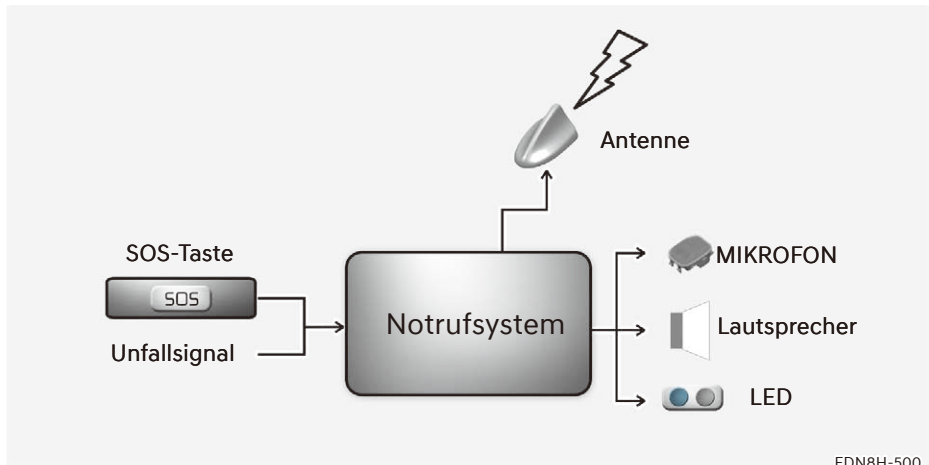 Antenne
SOS-Taste
SOS
Unfallsignal
Notrufsystem
MIKROFON
Lautsprecher
LED
EDN8H-500